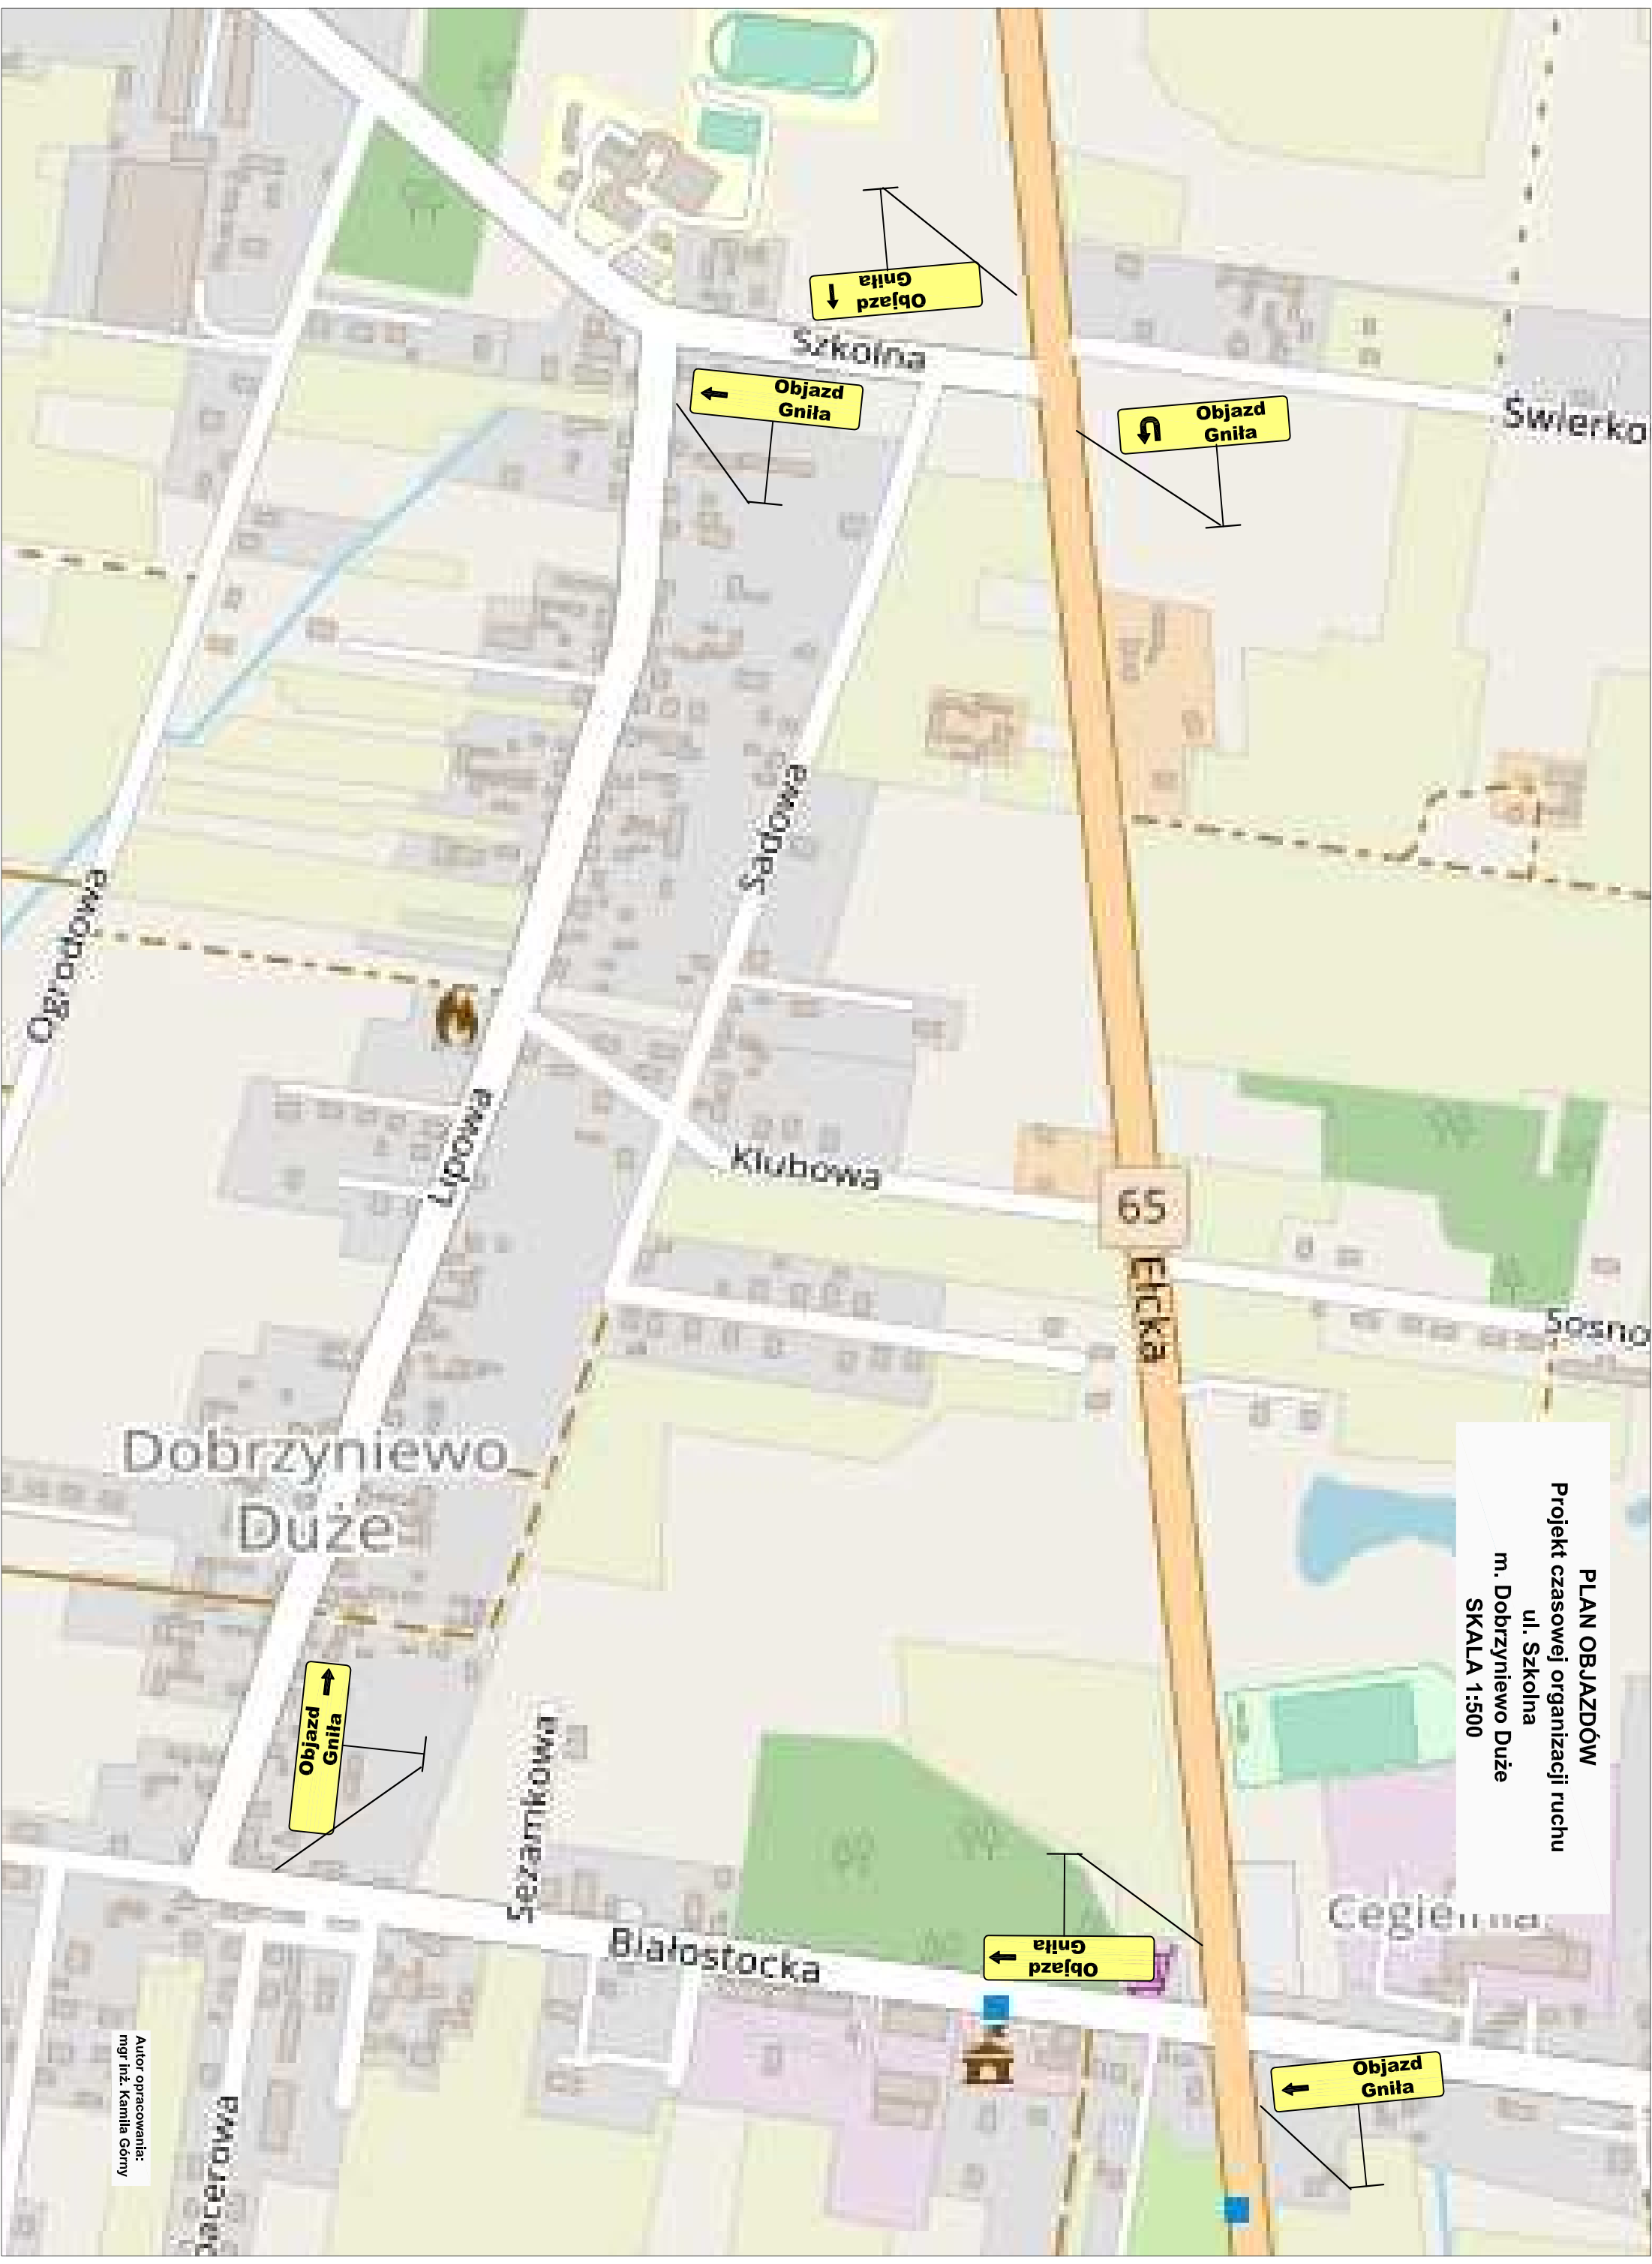 PLAN OBJAZDÓW
Projekt czasowej organizacji ruchu
ul. Szkolna
m. Dobrzyniewo Duże
SKALA 1:500
Objazd
Gniła
Szkolna
Objazd
Gniła
Objazd
Gniła
Swierko
Sadowa
Ogrodowa
Lipowa
Klubowa
65
Ełcka
Sosno
Dobrzyniewo
Duże
Objazd
Gniła
Sezamkowa
Białostocka
Objazd
Gniła
Objazd
Gniła
pacerowa
Autor opracowania:
mgr inż. Kamila Górny